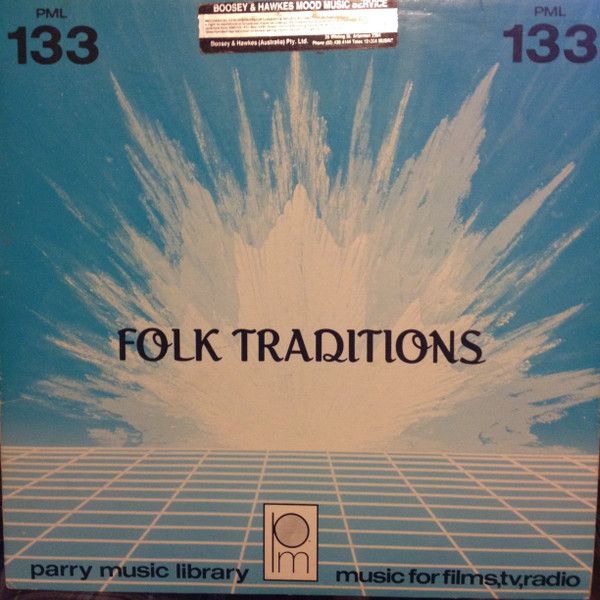 BOOSEY & HAWKES MOOD MUSIC SERVICE
Boosey & Hawkes (Australia) Pty. Ltd.
PML
133
PML
133
FOLK TRADITIONS
pm
parry music library
music for films,tv,radio